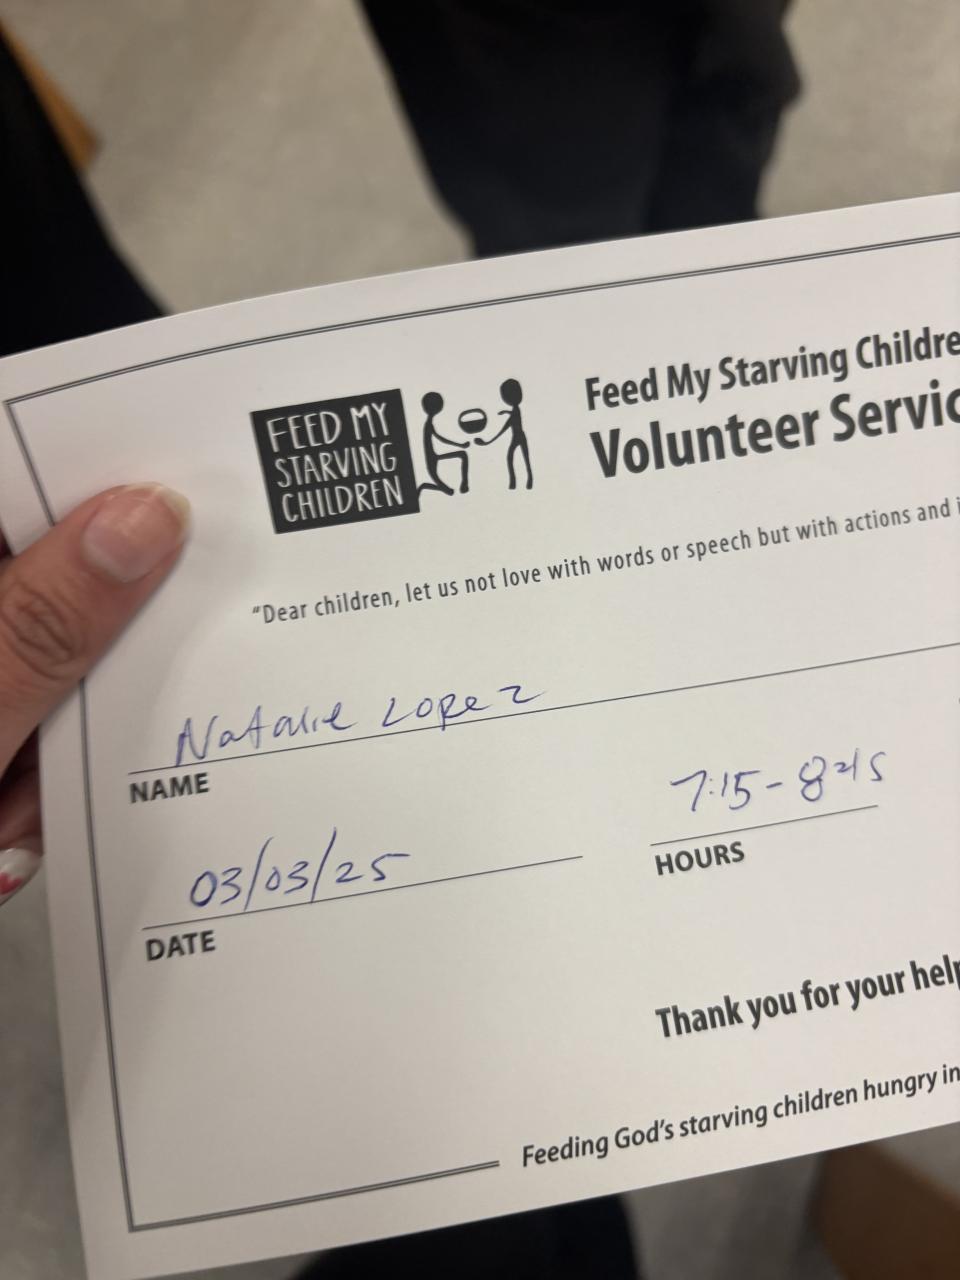 FEED MY
STARVING
CHILDREN
Feed My Starving Childre
Volunteer Servic
"Dear children, let us not love with words or speech but with actions and i
Natalie Lopez
NAME
7:15-8:45
HOURS
03/03/25
DATE
Thank you for your help
Feeding God's starving children hungry in